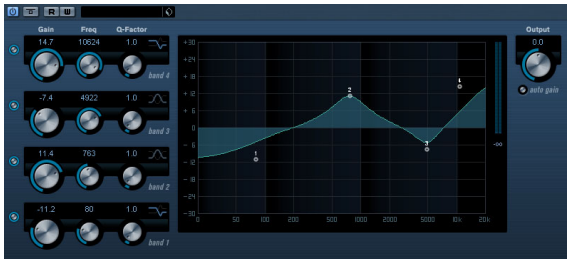 R W
Gain Freq Q-Factor
14.7 10624 1.0
band 4
-7.4 4922 1.0
band 3
11.4 763 1.0
band 2
-11.2 80 1.0
band 1
+30
+24
+18
+12
+6
0
-6
-12
-18
-24
-30
0 50 100 200 500 1000 2000 5000 10k 20k
1
2
3
4
-∞
Output
0.0
auto gain